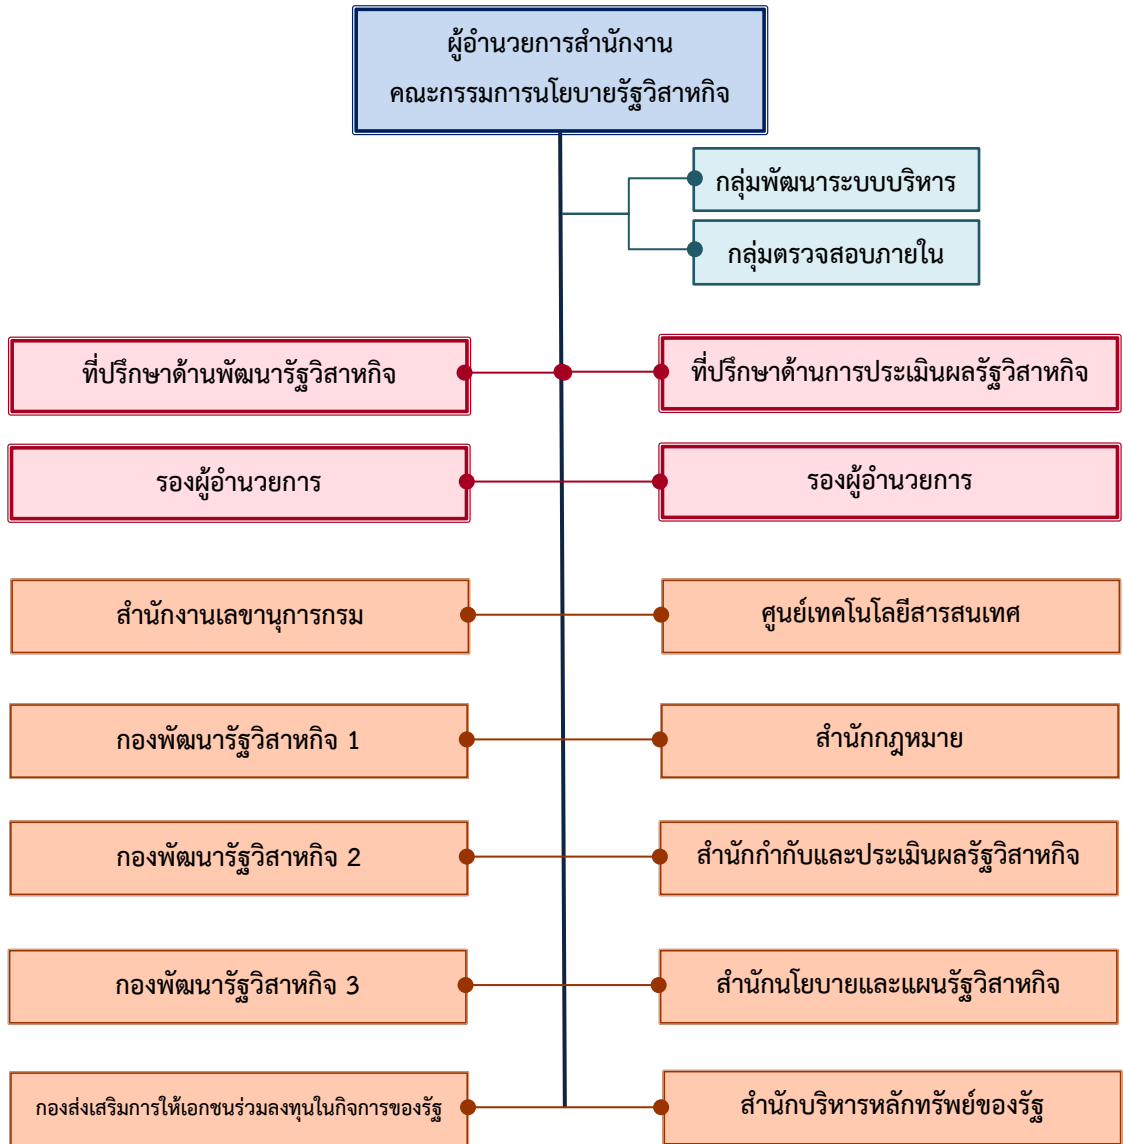 ผู้อำนวยการสำนักงาน
คณะกรรมการนโยบายรัฐวิสาหกิจ
กลุ่มพัฒนาระบบบริหาร
กลุ่มตรวจสอบภายใน
ที่ปรึกษาด้านพัฒนารัฐวิสาหกิจ
ที่ปรึกษาด้านการประเมินผลรัฐวิสาหกิจ
รองผู้อำนวยการ
รองผู้อำนวยการ
สำนักงานเลขานุการกรม
ศูนย์เทคโนโลยีสารสนเทศ
กองพัฒนารัฐวิสาหกิจ 1
สำนักกฎหมาย
กองพัฒนารัฐวิสาหกิจ 2
สำนักกำกับและประเมินผลรัฐวิสาหกิจ
กองพัฒนารัฐวิสาหกิจ 3
สำนักนโยบายและแผนรัฐวิสาหกิจ
กองส่งเสริมการให้เอกชนร่วมลงทุนในกิจการของรัฐ
สำนักบริหารหลักทรัพย์ของรัฐ